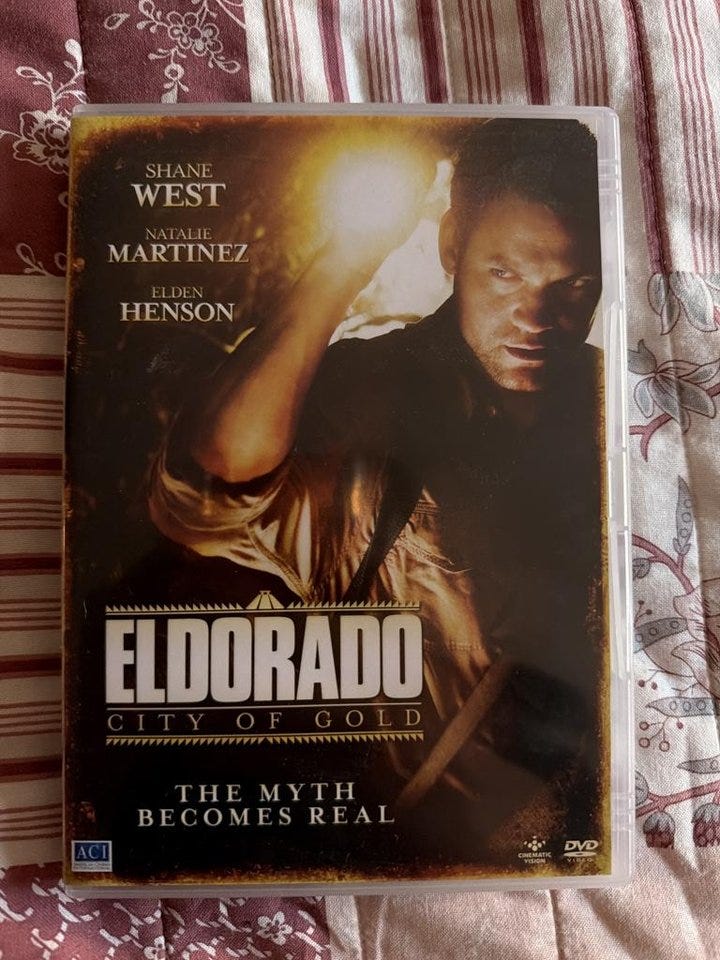 SHANE
WEST
NATALIE
MARTINEZ
ELDEN
HENSON
ELDORADO
CITY OF GOLD
THE MYTH
BECOMES REAL
ACI
CINEMATIC
VISION
DVD
VIDEO